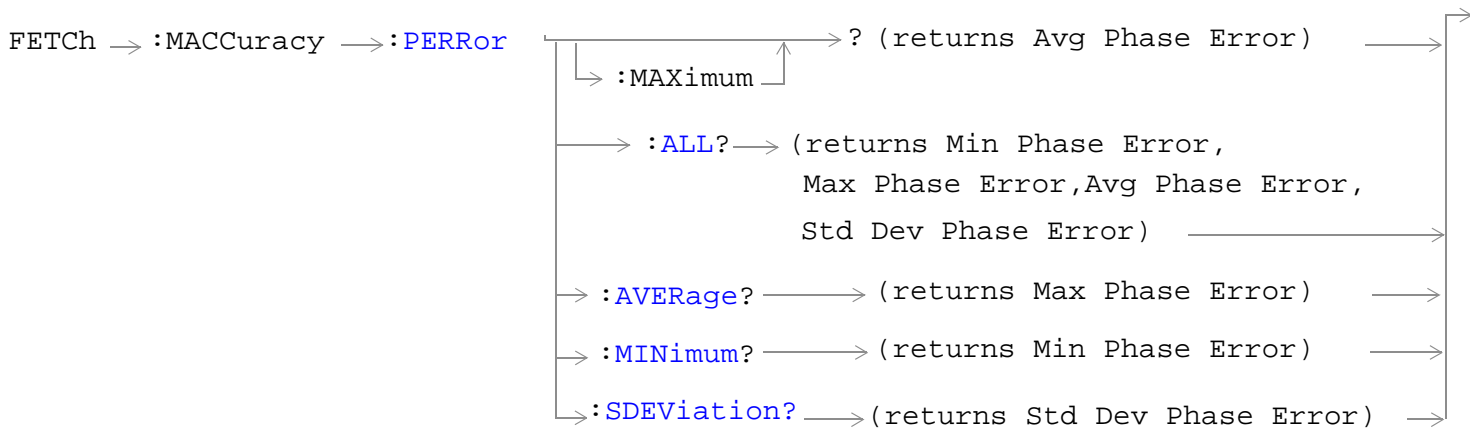 FETCh :MACCuracy :PERRor ? (returns Avg Phase Error)
:MAXimum
:ALL? (returns Min Phase Error,
Max Phase Error,Avg Phase Error,
Std Dev Phase Error)
:AVERage? (returns Max Phase Error)
:MINimum? (returns Min Phase Error)
:SDEViation? (returns Std Dev Phase Error)